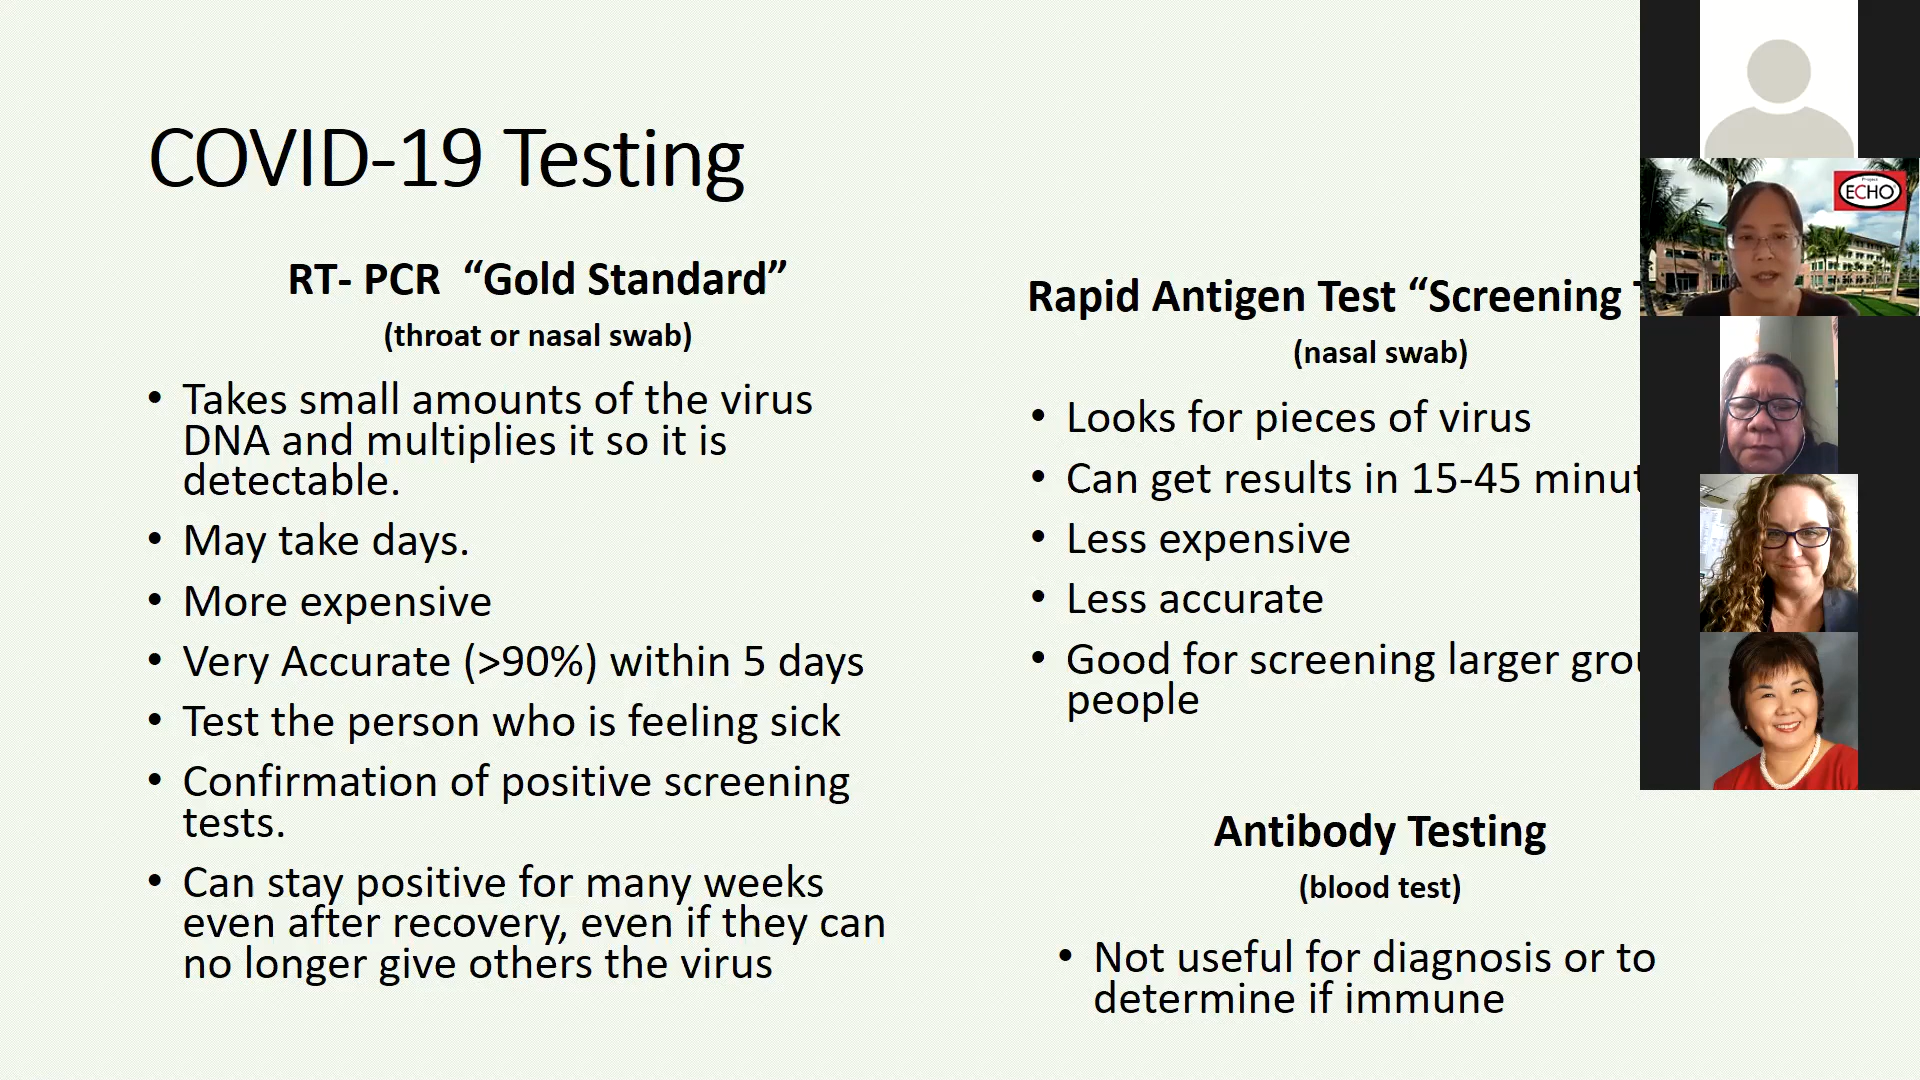 COVID-19 Testing
RT- PCR “Gold Standard”
(throat or nasal swab)
• Takes small amounts of the virus
DNA and multiplies it so it is
detectable.
• May take days.
• More expensive
• Very Accurate (>90%) within 5 days
• Test the person who is feeling sick
• Confirmation of positive screening
tests.
• Can stay positive for many weeks
even after recovery, even if they can
no longer give others the virus
Rapid Antigen Test “Screening
(nasal swab)
• Looks for pieces of virus
• Can get results in 15-45
• Less expensive
• Less accurate
• Good for screening larger
people
Antibody Testing
(blood test)
• Not useful for diagnosis or to
determine if immune
Project
ECHO